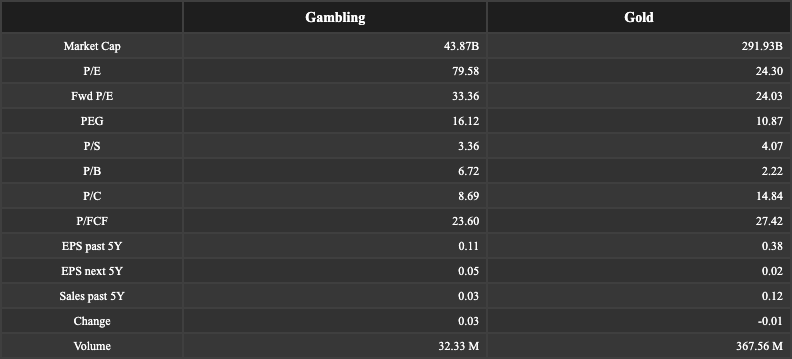 Gambling Gold
Market Cap 43.87B 291.93B
P/E 79.58 24.30
Fwd P/E 33.36 24.03
PEG 16.12 10.87
P/S 3.36 4.07
P/B 6.72 2.22
P/C 8.69 14.84
P/FCF 23.60 27.42
EPS past 5Y 0.11 0.38
EPS next 5Y 0.05 0.02
Sales past 5Y 0.03 0.12
Change 0.03 -0.01
Volume 32.33 M 367.56 M